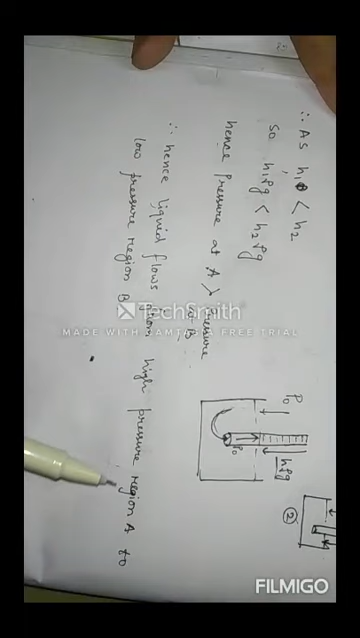 ∴ As h₁ < h₂
So h₁ρg < h₂ρg
hence pressure at A > pressure
at B
∴ hence liquid flows from high pressure region A to
low pressure region B
P₀
P₀
hρg
②
TechSmith
MADE WITH CAMTASIA FREE TRIAL
FILMIGO